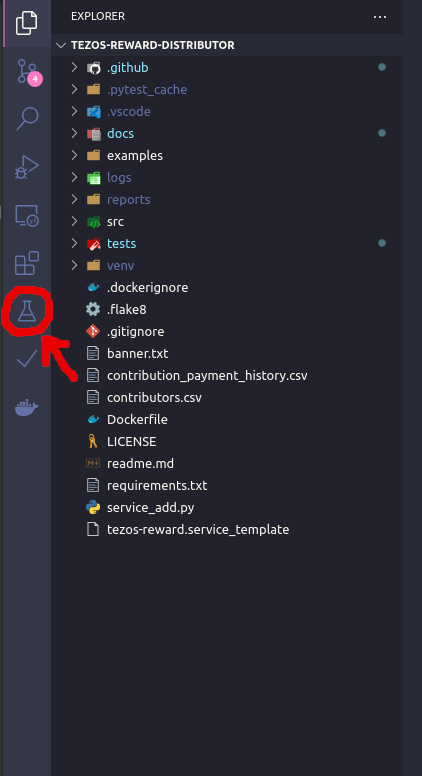 EXPLORER
TEZOS-REWARD-DISTRIBUTOR
.github
4
.pytest_cache
.vscode
docs
examples
logs
reports
src
tests
venv
.dockerignore
.flake8
.gitignore
banner.txt
contribution_payment_history.csv
contributors.csv
Dockerfile
LICENSE
readme.md
requirements.txt
service_add.py
tezos-reward.service_template